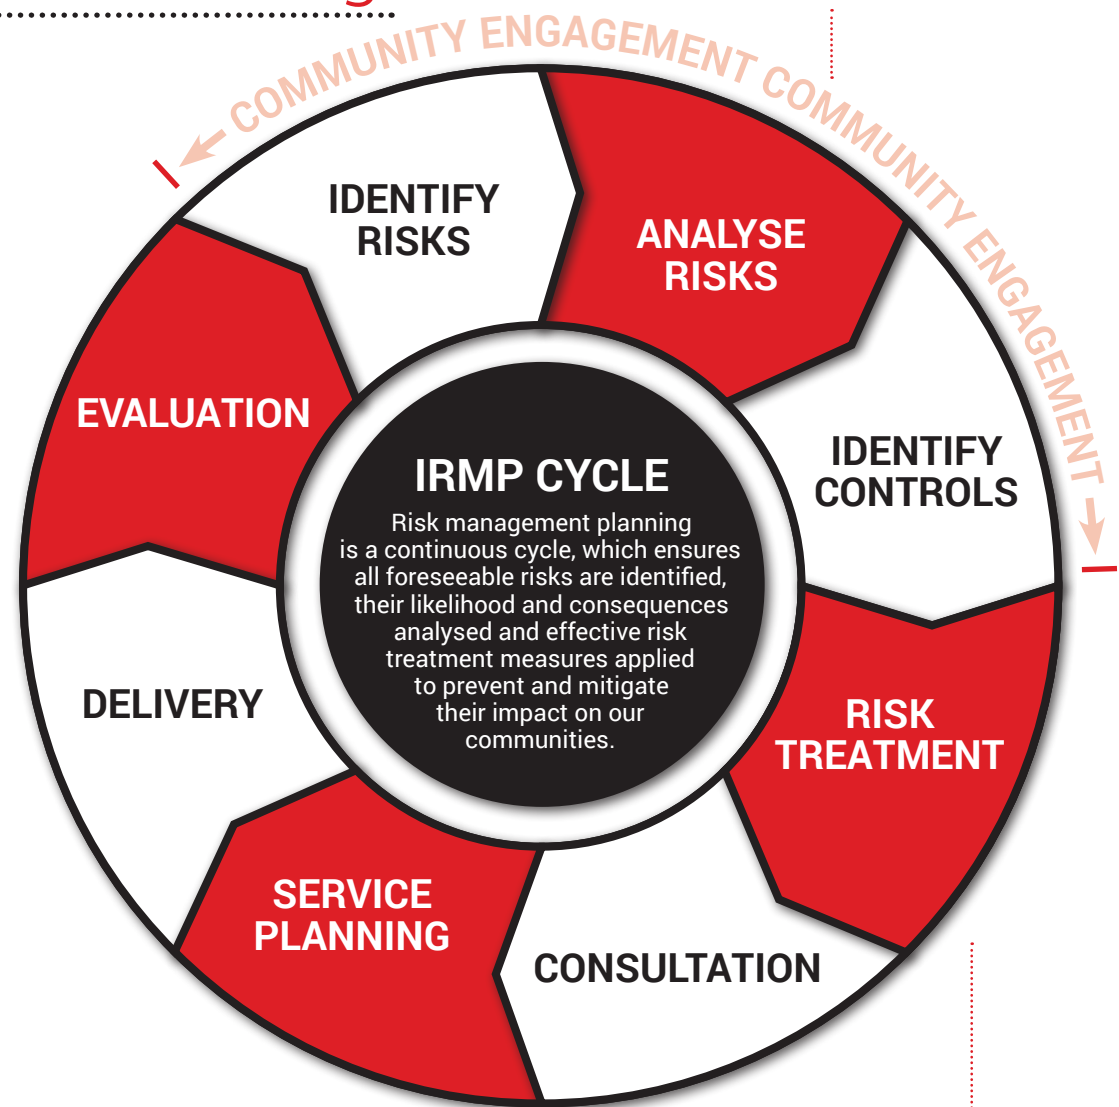 COMMUNITY ENGAGEMENT COMMUNITY ENGAGEMENT
IDENTIFY
RISKS
ANALYSE
RISKS
IDENTIFY
CONTROLS
RISK
TREATMENT
CONSULTATION
SERVICE
PLANNING
DELIVERY
EVALUATION
IRMP CYCLE
Risk management planning
is a continuous cycle, which ensures
all foreseeable risks are identified,
their likelihood and consequences
analysed and effective risk
treatment measures applied
to prevent and mitigate
their impact on our
communities.